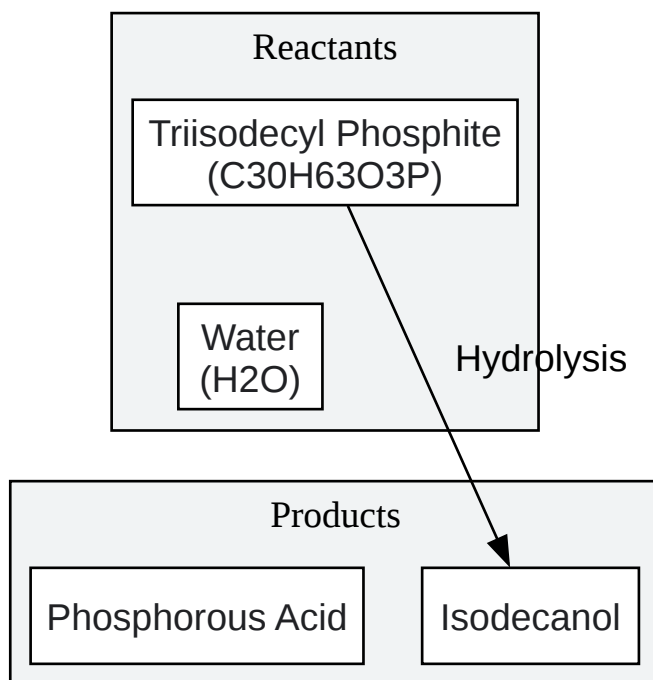 Reactants
Triisodecyl Phosphite
(C30H63O3P)
Water
(H2O)
Hydrolysis
Products
Phosphorous Acid
Isodecanol